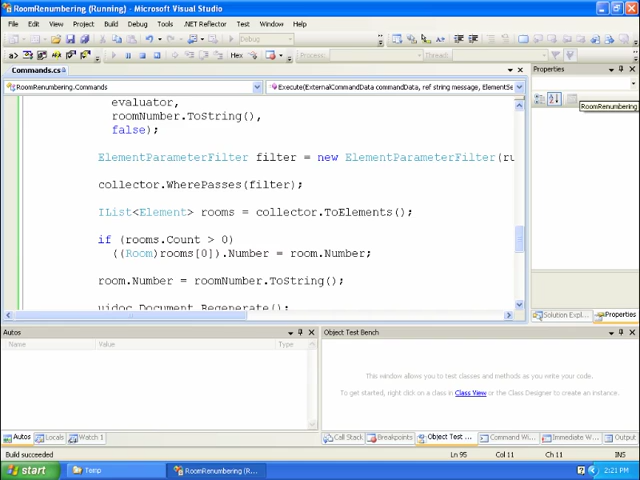 RoomRenumbering (Running) - Microsoft Visual Studio
File Edit View Project Build Debug Tools .NET Reflector Test Window Help
Debug
Hex Process: Thread:
Commands.cs
Properties
RoomRenumbering.Commands
Execute(ExternalCommandData commandData, ref string message, ElementSe
RoomRenumbering
evaluator,
roomNumber.ToString(),
false);
ElementParameterFilter filter = new ElementParameterFilter(ru
collector.WherePasses(filter);
IList<Element> rooms = collector.ToElements();
if (rooms.Count > 0)
((Room)rooms[0]).Number = room.Number;
room.Number = roomNumber.ToString();
uidoc.Document.Regenerate();
Solution Expl... Properties
Autos
Object Test Bench
Name Value Type
This window allows you to test classes and methods as you write your code.
To get started, right click on a class in Class View or the Class Designer to create an instance.
Autos Locals Watch 1
Call Stack Breakpoints Object Test ... Command Wi... Immediate W... Output
Build succeeded
Ln 95 Col 11 Ch 11 INS
start Temp RoomRenumbering (R... 2:21 PM